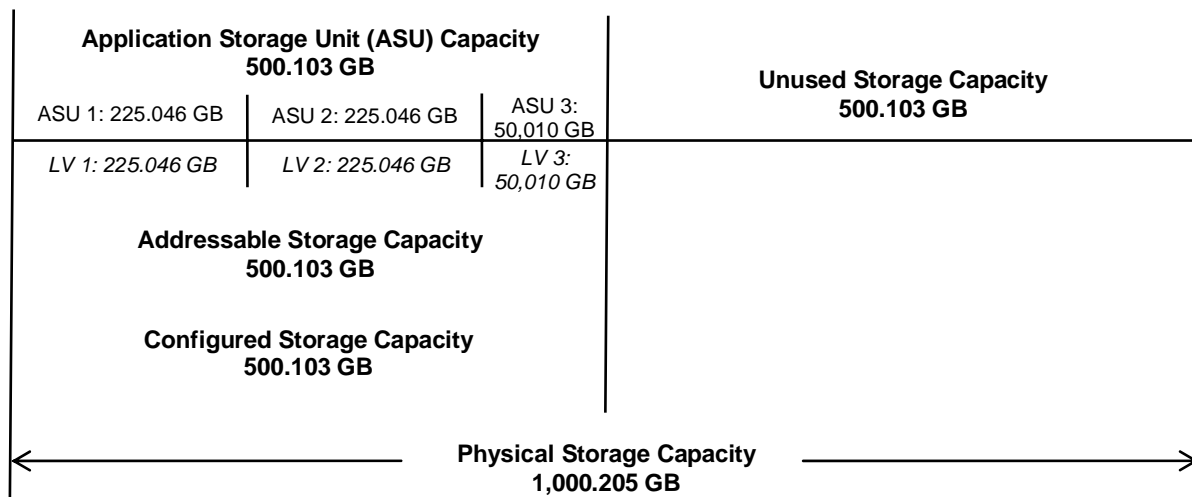 Application Storage Unit (ASU) Capacity
500.103 GB
Unused Storage Capacity
500.103 GB
ASU 1: 225.046 GB
ASU 2: 225.046 GB
ASU 3:
50,010 GB
LV 1: 225.046 GB
LV 2: 225.046 GB
LV 3:
50,010 GB
Addressable Storage Capacity
500.103 GB
Configured Storage Capacity
500.103 GB
Physical Storage Capacity
1,000.205 GB